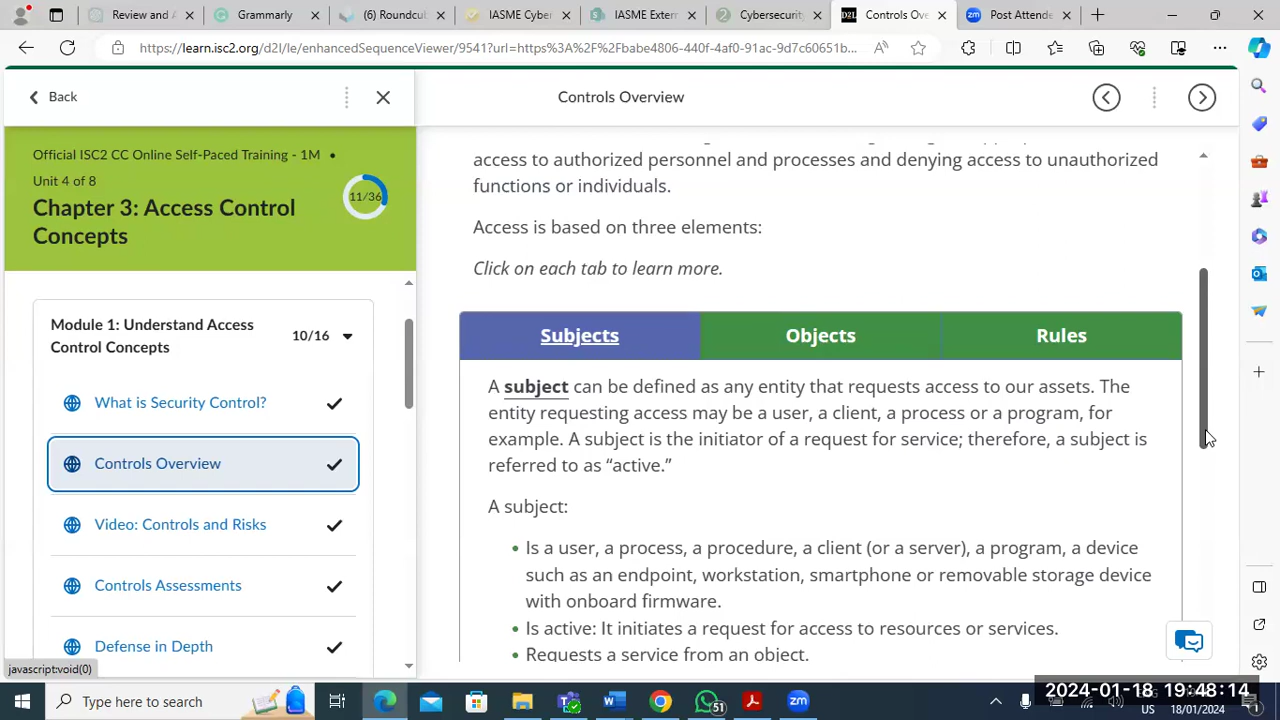 Review and A
Grammarly
(6) Roundcub
IASME Cyber
IASME Extern
Cybersecurity
D2L
Controls Ove
Post Attende
https://learn.isc2.org/d2l/le/enhancedSequenceViewer/9541?url=https%3A%2F%2Fbabe4806-440f-4af0-91ac-9d7c60651b...
Back
Controls Overview
Official ISC2 CC Online Self-Paced Training - 1M •
Unit 4 of 8
Chapter 3: Access Control
Concepts
11/36
Module 1: Understand Access
Control Concepts
10/16
What is Security Control?
Controls Overview
Video: Controls and Risks
Controls Assessments
Defense in Depth
javascript:void(0)
access to authorized personnel and processes and denying access to unauthorized
functions or individuals.
Access is based on three elements:
Click on each tab to learn more.
Subjects
Objects
Rules
A subject can be defined as any entity that requests access to our assets. The
entity requesting access may be a user, a client, a process or a program, for
example. A subject is the initiator of a request for service; therefore, a subject is
referred to as “active.”
A subject:
• Is a user, a process, a procedure, a client (or a server), a program, a device
such as an endpoint, workstation, smartphone or removable storage device
with onboard firmware.
• Is active: It initiates a request for access to resources or services.
• Requests a service from an object.
Type here to search
51
zm
2024-01-18 19:48:14
18/01/2024